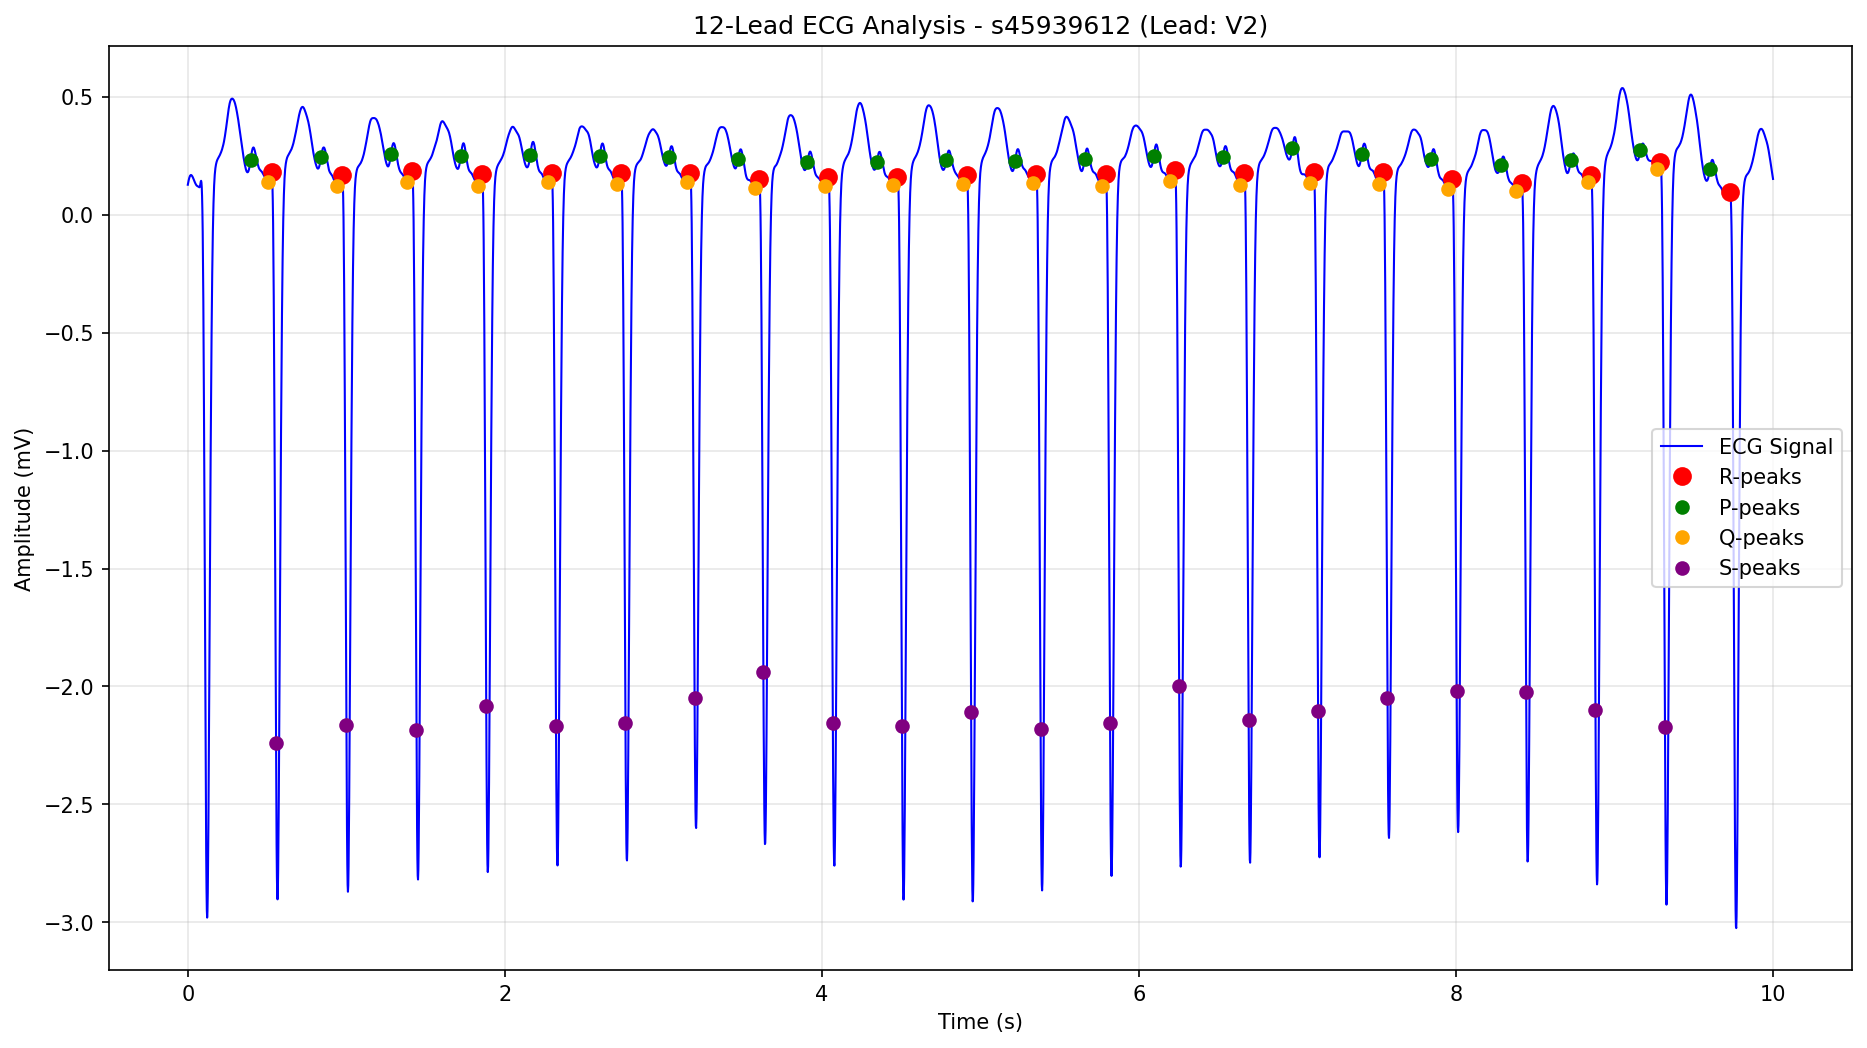 12-Lead ECG Analysis - s45939612 (Lead: V2)
Amplitude (mV)
0.5
0.0
−0.5
−1.0
−1.5
−2.0
−2.5
−3.0
ECG Signal
R-peaks
P-peaks
Q-peaks
S-peaks
0 2 4 6 8 10
Time (s)